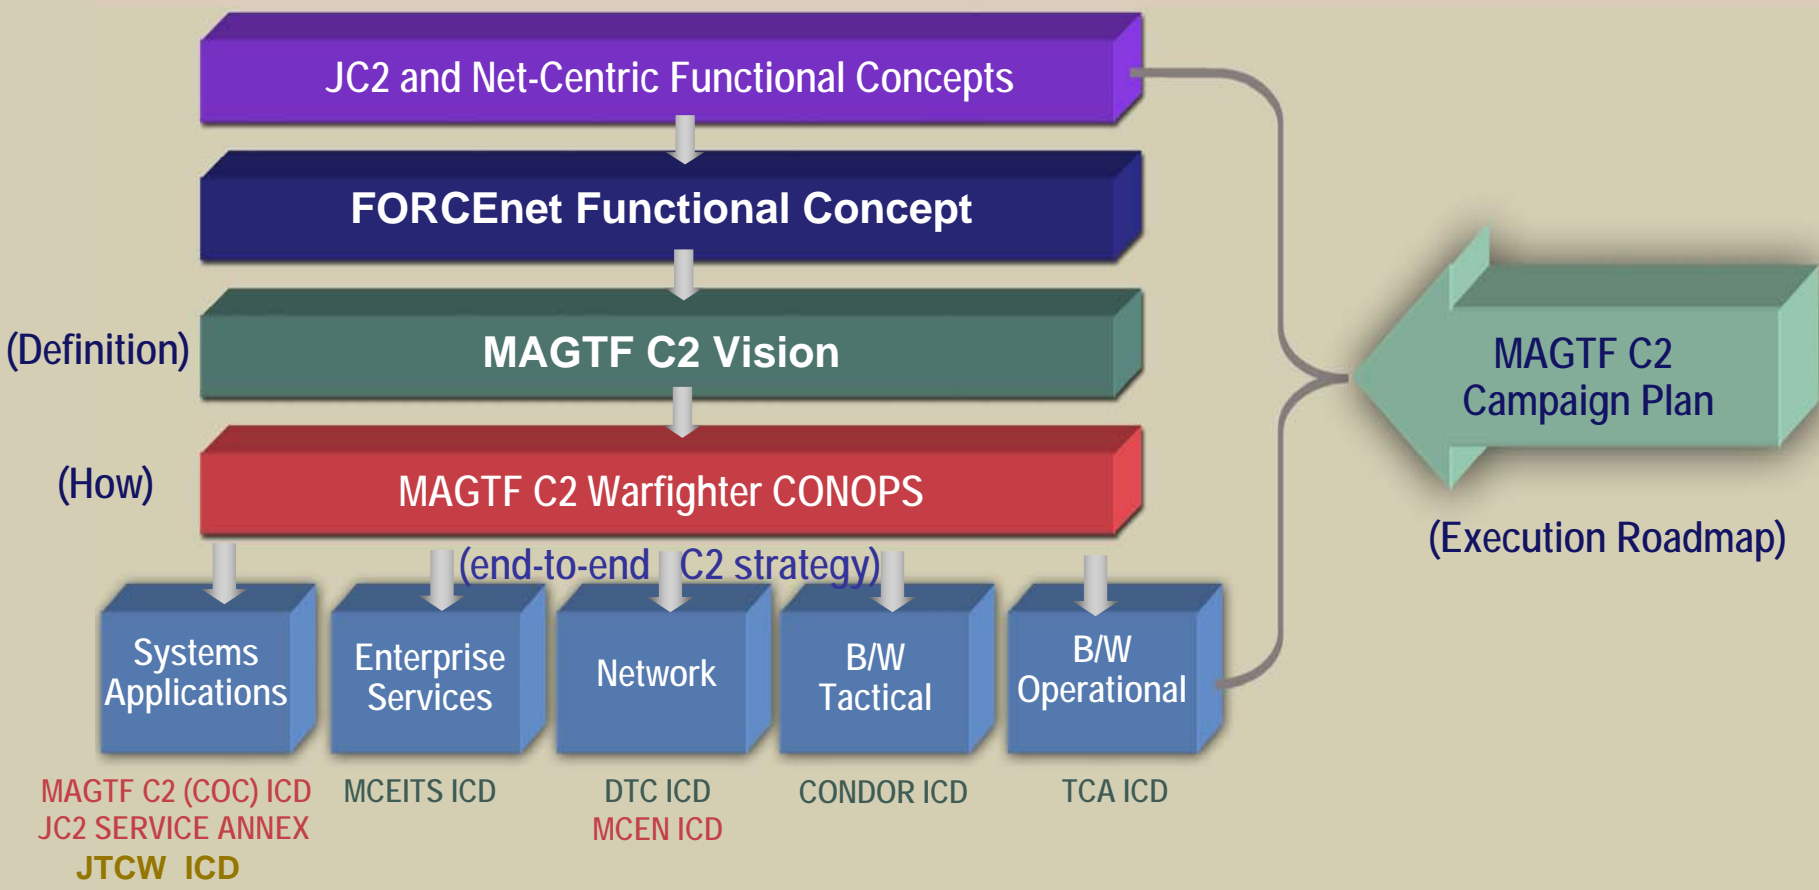 JC2 and Net-Centric Functional Concepts
FORCEnet Functional Concept
(Definition)
MAGTF C2 Vision
MAGTF C2
Campaign Plan
(How)
MAGTF C2 Warfighter CONOPS
(Execution Roadmap)
(end-to-end C2 strategy)
Systems
Applications
Enterprise
Services
Network
B/W
Tactical
B/W
Operational
MAGTF C2 (COC) ICD
JC2 SERVICE ANNEX
JTCW ICD
MCEITS ICD
DTC ICD
MCEN ICD
CONDOR ICD
TCA ICD